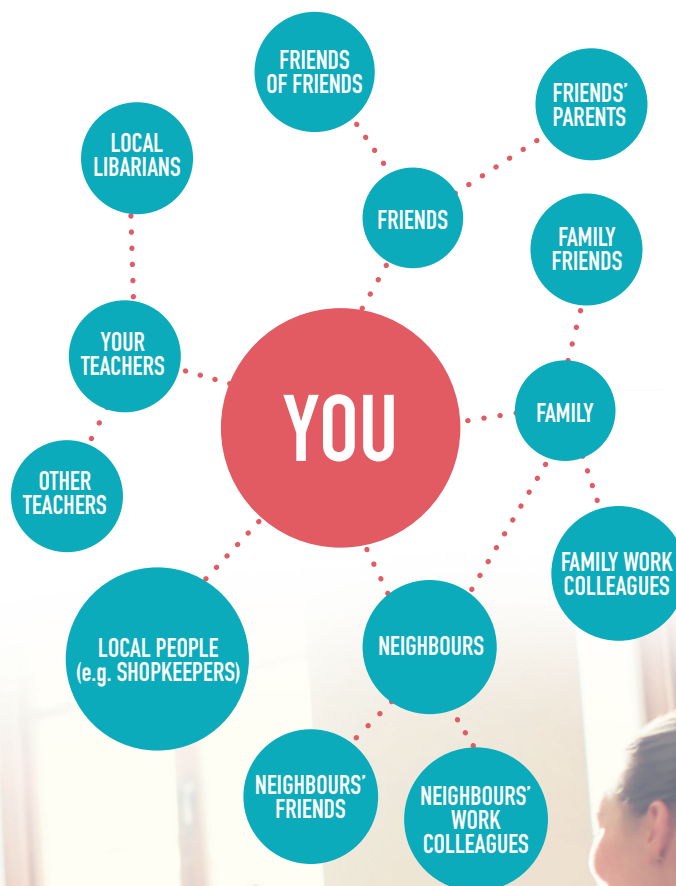 FRIENDS
OF FRIENDS
FRIENDS'
PARENTS
LOCAL
LIBARIANS
FRIENDS
FAMILY
FRIENDS
YOUR
TEACHERS
YOU
FAMILY
OTHER
TEACHERS
FAMILY WORK
COLLEAGUES
LOCAL PEOPLE
(e.g. SHOPKEEPERS)
NEIGHBOURS
NEIGHBOURS'
FRIENDS
NEIGHBOURS'
WORK
COLLEAGUES